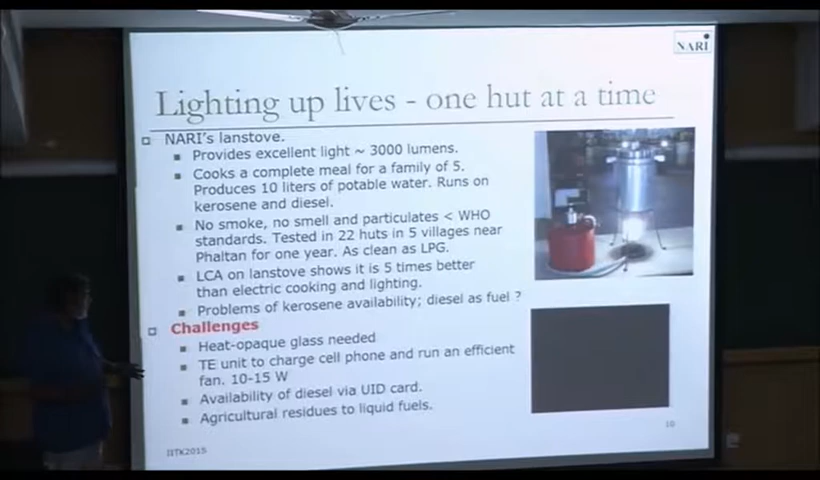 NARI
Lighting up lives - one hut at a time
NARI's lanstove.
Provides excellent light ~ 3000 lumens.
Cooks a complete meal for a family of 5.
Produces 10 liters of potable water. Runs on
kerosene and diesel.
No smoke, no smell and particulates < WHO
standards. Tested in 22 huts in 5 villages near
Phaltan for one year. As clean as LPG.
LCA on lanstove shows it is 5 times better
than electric cooking and lighting.
Problems of kerosene availability; diesel as fuel ?
Challenges
Heat-opaque glass needed
TE unit to charge cell phone and run an efficient
fan. 10-15 W
Availability of diesel via UID card.
Agricultural residues to liquid fuels.
IITK2015
10